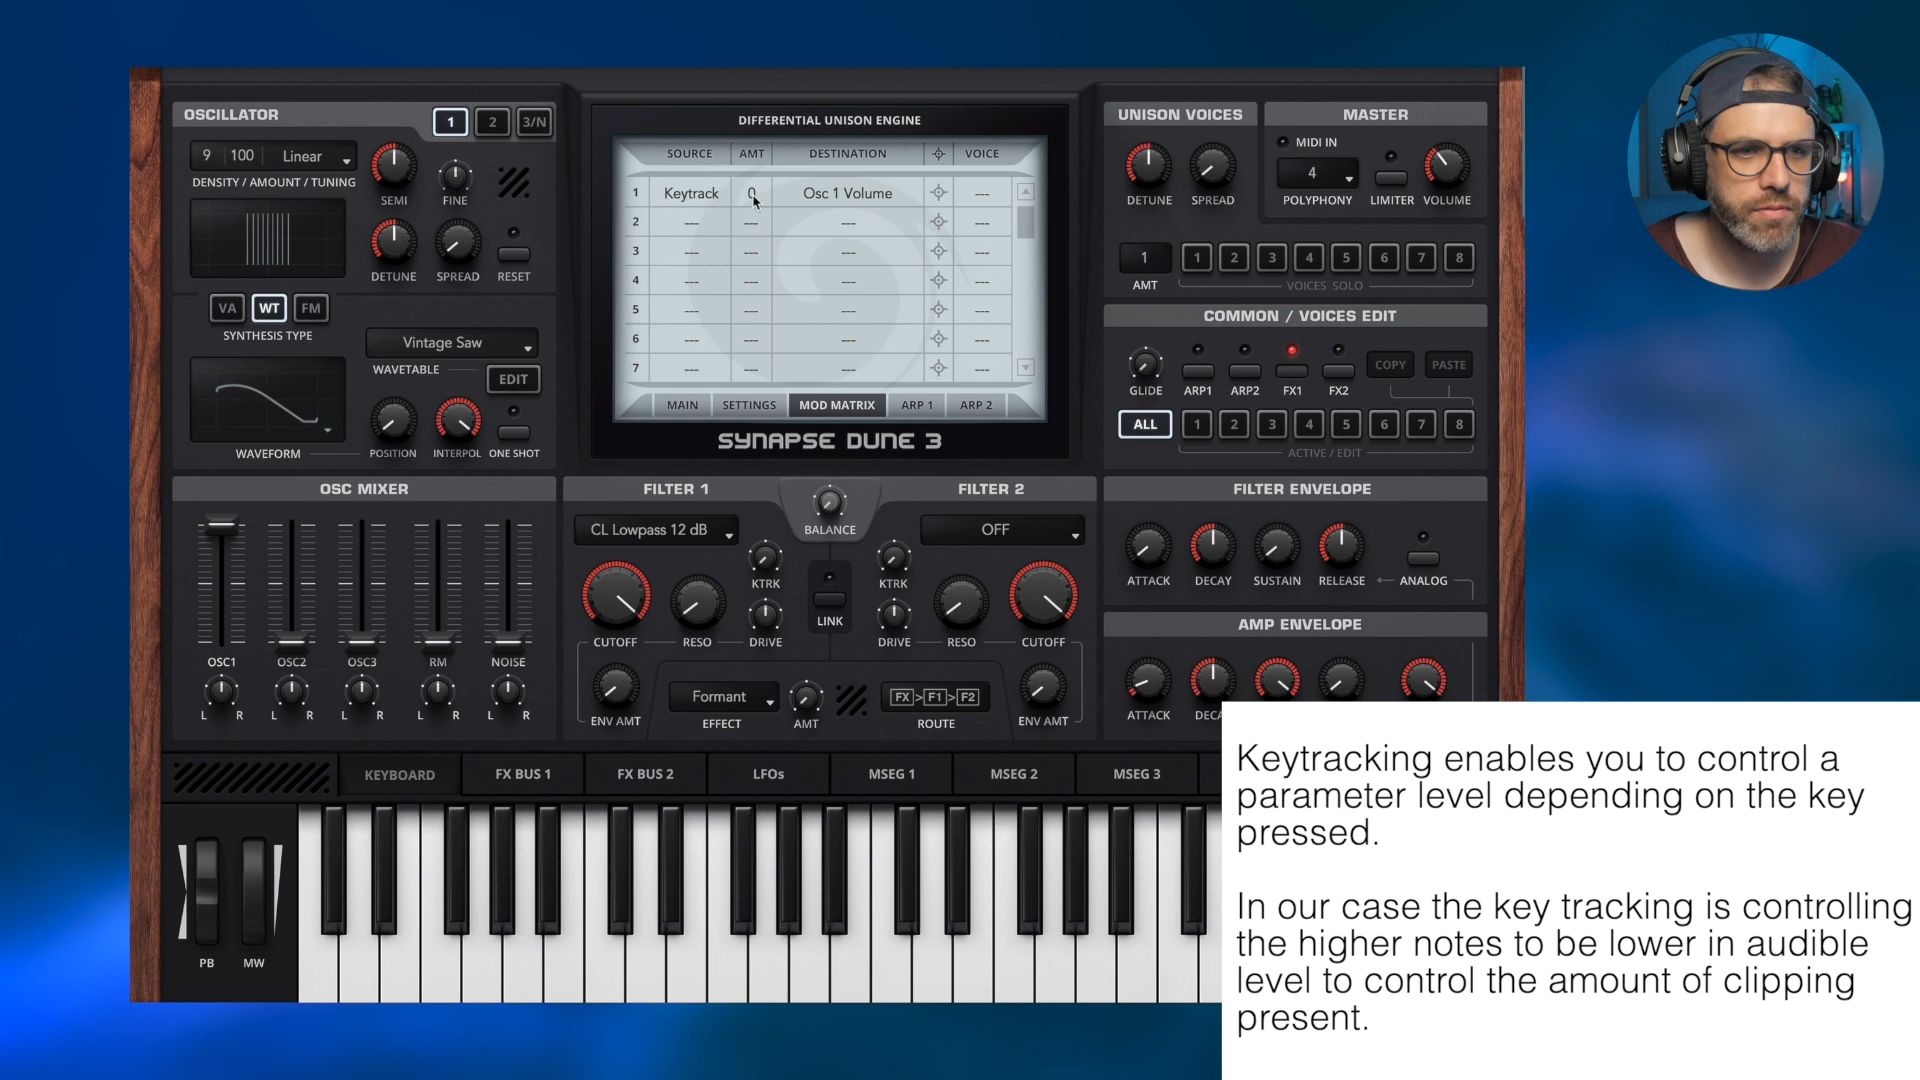 OSCILLATOR
1 2 3/N
9 100 Linear
DENSITY / AMOUNT / TUNING
SEMI FINE
DETUNE SPREAD RESET
VA WT FM
SYNTHESIS TYPE
Vintage Saw
WAVETABLE
EDIT
WAVEFORM POSITION INTERPOL ONE SHOT
DIFFERENTIAL UNISON ENGINE
SOURCE AMT DESTINATION VOICE
1 Keytrack 0 Osc 1 Volume ---
2 --- --- --- ---
3 --- --- --- ---
4 --- --- --- ---
5 --- --- --- ---
6 --- --- --- ---
7 --- --- --- ---
MAIN SETTINGS MOD MATRIX ARP 1 ARP 2
SYNAPSE DUNE 3
UNISON VOICES
DETUNE SPREAD
MASTER
MIDI IN
4
POLYPHONY LIMITER VOLUME
1 1 2 3 4 5 6 7 8
AMT VOICES SOLO
COMMON / VOICES EDIT
GLIDE ARP1 ARP2 FX1 FX2 COPY PASTE
ALL 1 2 3 4 5 6 7 8
ACTIVE / EDIT
OSC MIXER
OSC1 OSC2 OSC3 RM NOISE
L R L R L R L R L R
FILTER 1 FILTER 2
CL Lowpass 12 dB BALANCE OFF
KTRK KTRK
CUTOFF RESO DRIVE LINK DRIVE RESO CUTOFF
Formant FX>F1>F2
ENV AMT EFFECT AMT ROUTE ENV AMT
FILTER ENVELOPE
ATTACK DECAY SUSTAIN RELEASE ANALOG
AMP ENVELOPE
ATTACK DECA
KEYBOARD FX BUS 1 FX BUS 2 LFOs MSEG 1 MSEG 2 MSEG 3
PB MW
Keytracking enables you to control a
parameter level depending on the key
pressed.
In our case the key tracking is controlling
the higher notes to be lower in audible
level to control the amount of clipping
present.